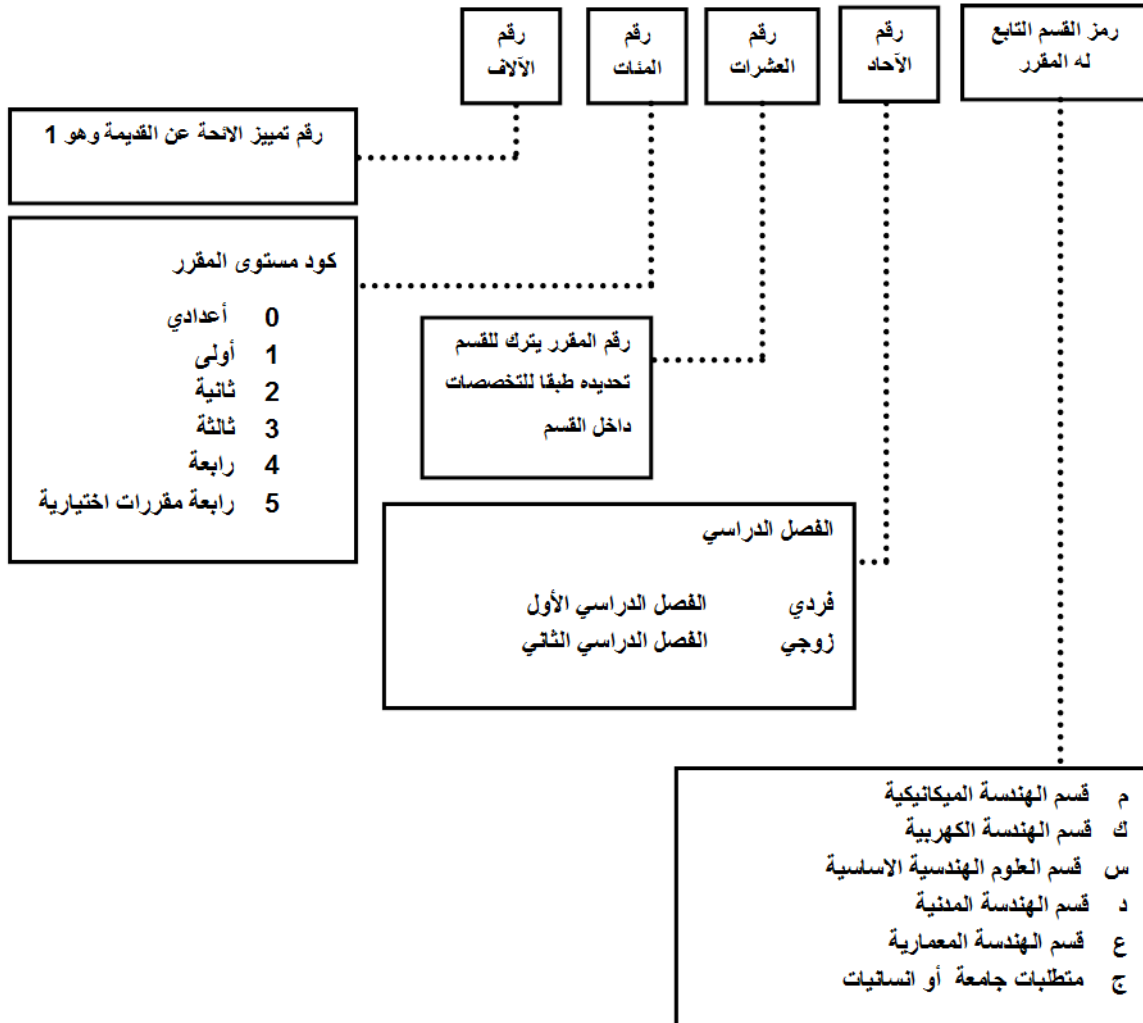 رمز القسم التابع
له المقرر
رقم
الآحاد
رقم
العشرات
رقم
المئات
رقم
الآلاف
رقم تمييز الائحة عن القديمة وهو 1
كود مستوى المقرر
0 أعدادي
1 أولى
2 ثانية
3 ثالثة
4 رابعة
5 رابعة مقررات اختيارية
رقم المقرر يترك للقسم
تحديده طبقا للتخصصات
داخل القسم
الفصل الدراسي
فردي الفصل الدراسي الأول
زوجي الفصل الدراسي الثاني
م قسم الهندسة الميكانيكية
ك قسم الهندسة الكهربية
س قسم العلوم الهندسية الاساسية
د قسم الهندسة المدنية
ع قسم الهندسة المعمارية
ج متطلبات جامعة أو انسانيات